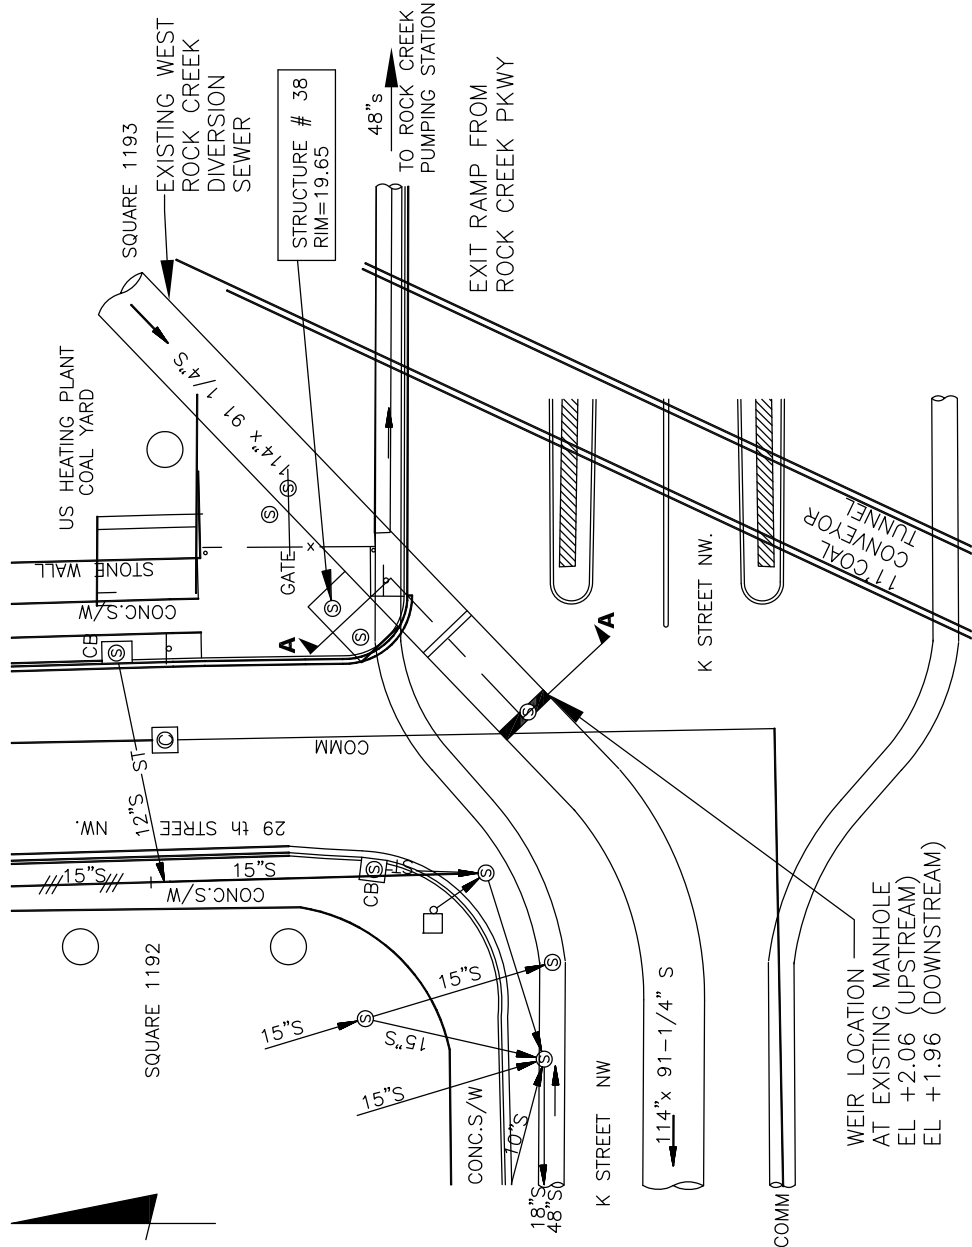 SQUARE 1193
EXISTING WEST
ROCK CREEK
DIVERSION
SEWER
STRUCTURE # 38
RIM=19.65
48"s
TO ROCK CREEK
PUMPING STATION
EXIT RAMP FROM
ROCK CREEK PKWY
US HEATING PLANT
COAL YARD
114"x 91 1/4"S
S
S
GATE
x
STONE WALL
CONC.S/W
CB
S
S
S
A
A
S
11' COAL
CONVEYOR
TUNNEL
K STREET NW.
COMM
C
12"S
ST
29 th STREE
NW.
15"S
15"S
CONC.S/W
CB
S
ST
S
SQUARE 1192
15"S
S
15"S
S
15"S
15"S
S
CONC.S/W
10"S
18"S
48"S
K STREET NW
114"x 91-1/4" S
COMM
WEIR LOCATION
AT EXISTING MANHOLE
EL +2.06 (UPSTREAM)
EL +1.96 (DOWNSTREAM)